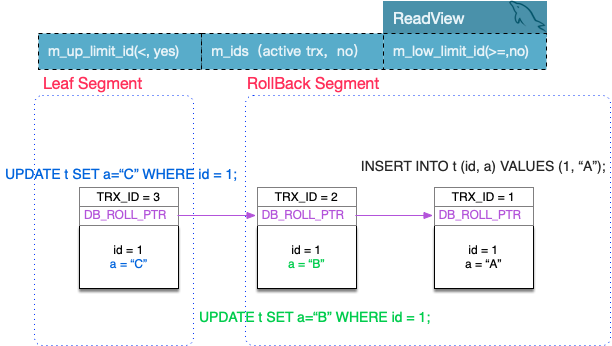 ReadView
m_up_limit_id(<, yes)
m_ids（active trx，no）
m_low_limit_id(>=,no)
Leaf Segment
RollBack Segment
INSERT INTO t (id, a) VALUES (1, “A”);
UPDATE t SET a=“C” WHERE id = 1;
TRX_ID = 3
DB_ROLL_PTR
id = 1
a = “C”
TRX_ID = 2
DB_ROLL_PTR
id = 1
a = “B”
TRX_ID = 1
DB_ROLL_PTR
id = 1
a = “A”
UPDATE t SET a=“B” WHERE id = 1;